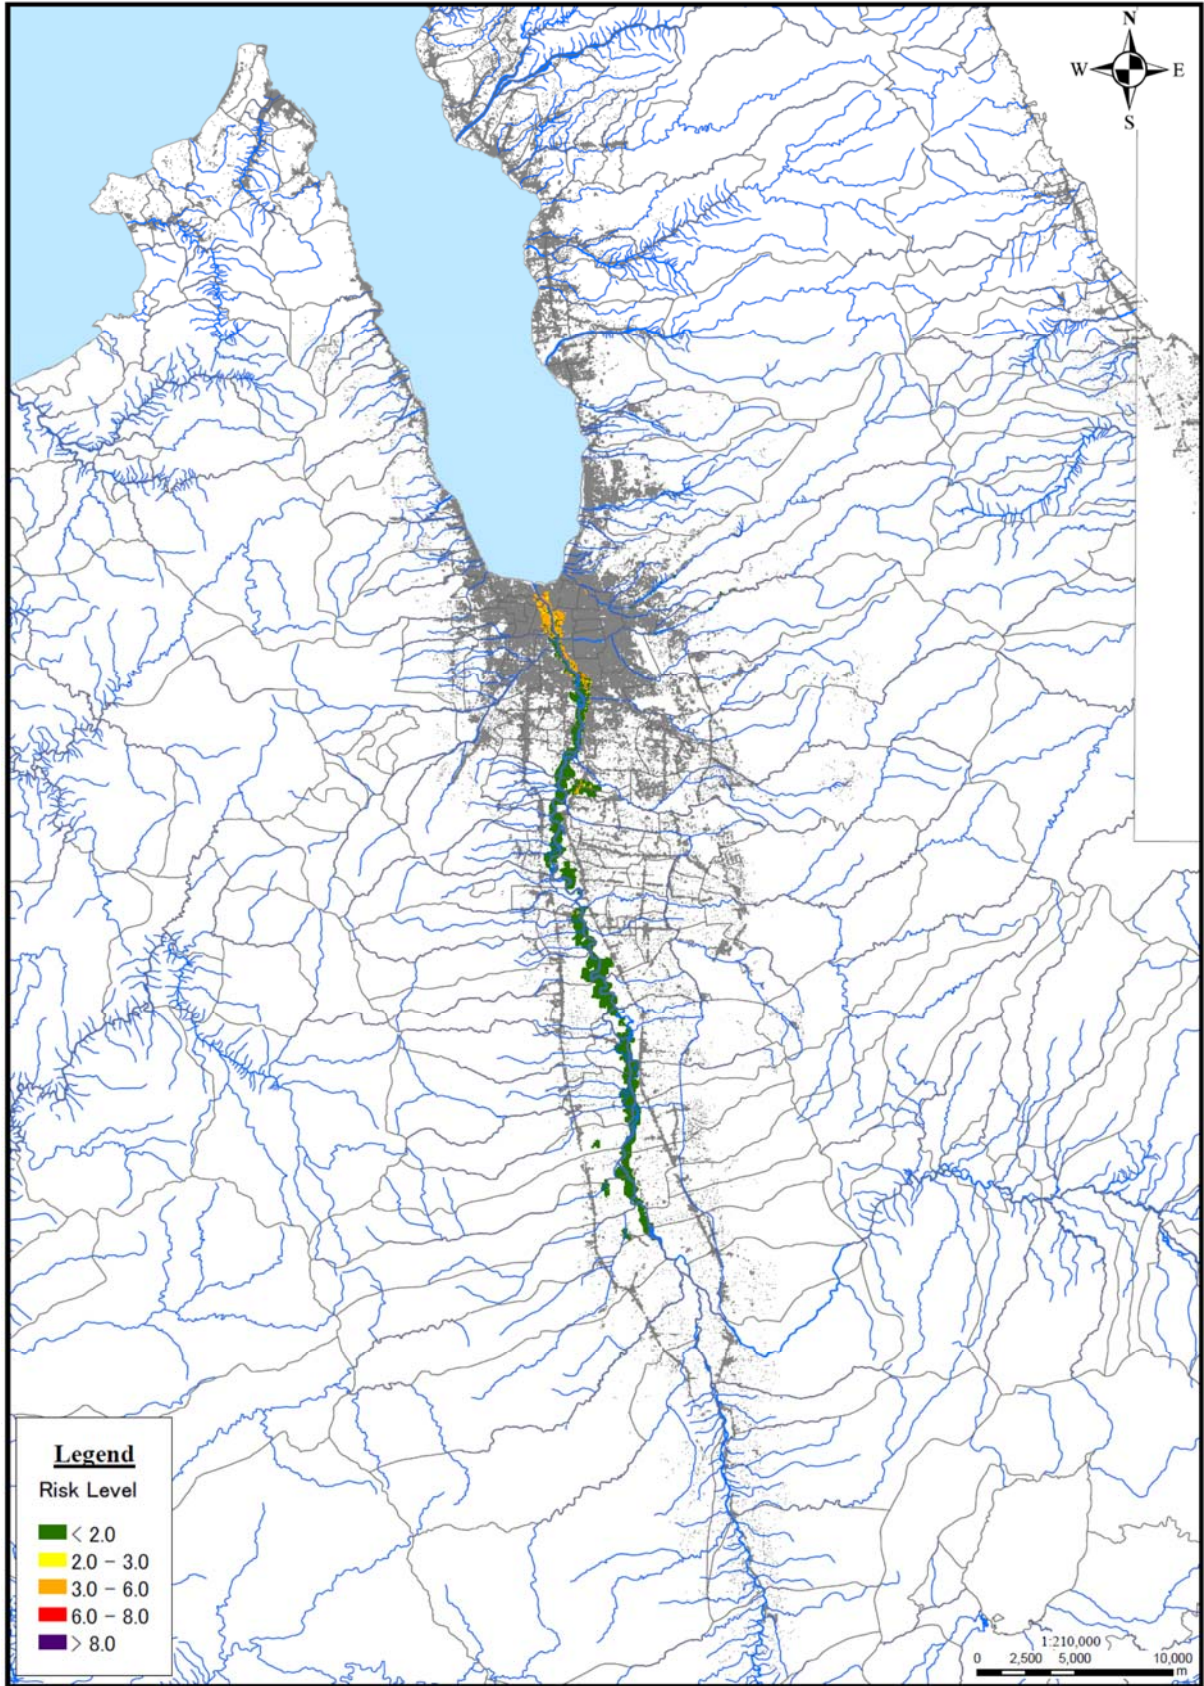 N
W E
S
Legend
Risk Level
< 2.0
2.0 - 3.0
3.0 - 6.0
6.0 - 8.0
> 8.0
1:210,000
0 2,500 5,000 10,000
m